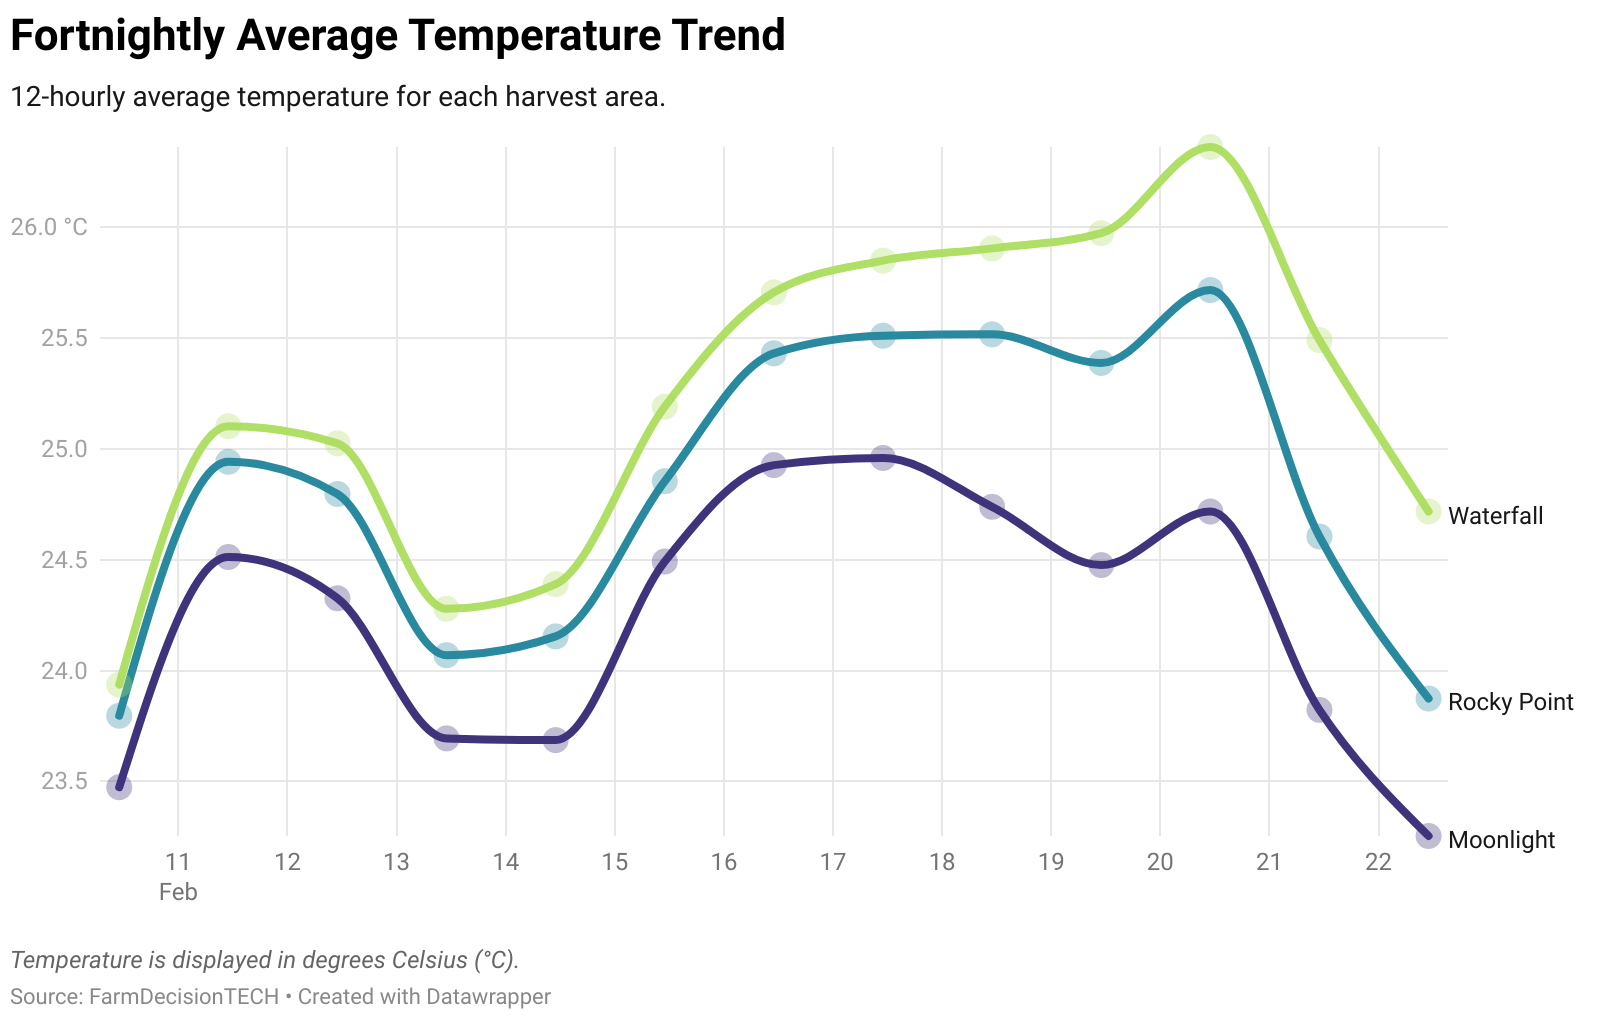 Fortnightly Average Temperature Trend
12-hourly average temperature for each harvest area.
26.0 °C
25.5
25.0
24.5
24.0
23.5
Waterfall
Rocky Point
Moonlight
11 12 13 14 15 16 17 18 19 20 21 22
Feb
Temperature is displayed in degrees Celsius (°C).
Source: FarmDecisionTECH • Created with Datawrapper